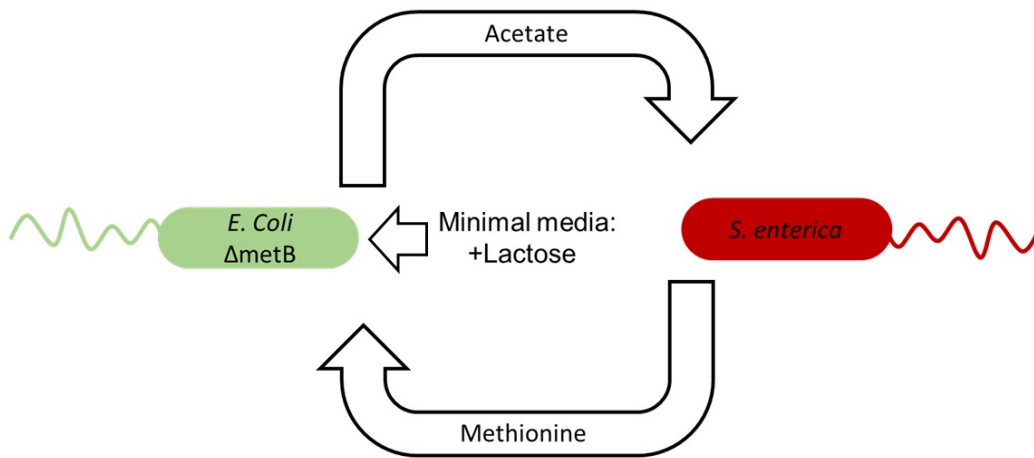 Acetate
E. Coli
ΔmetB
Minimal media:
+Lactose
S. enterica
Methionine